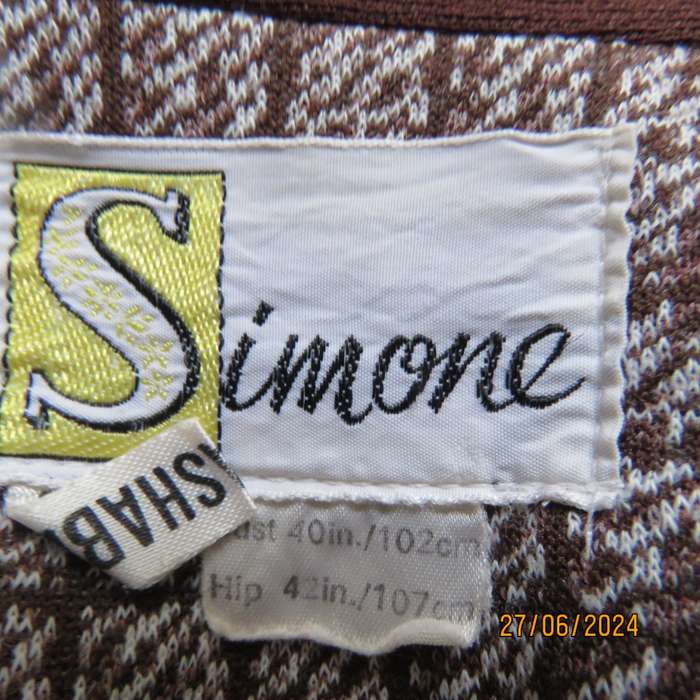 Simone
SHAB
ust 40in./102cm
Hip 42in./107cm
27/06/2024